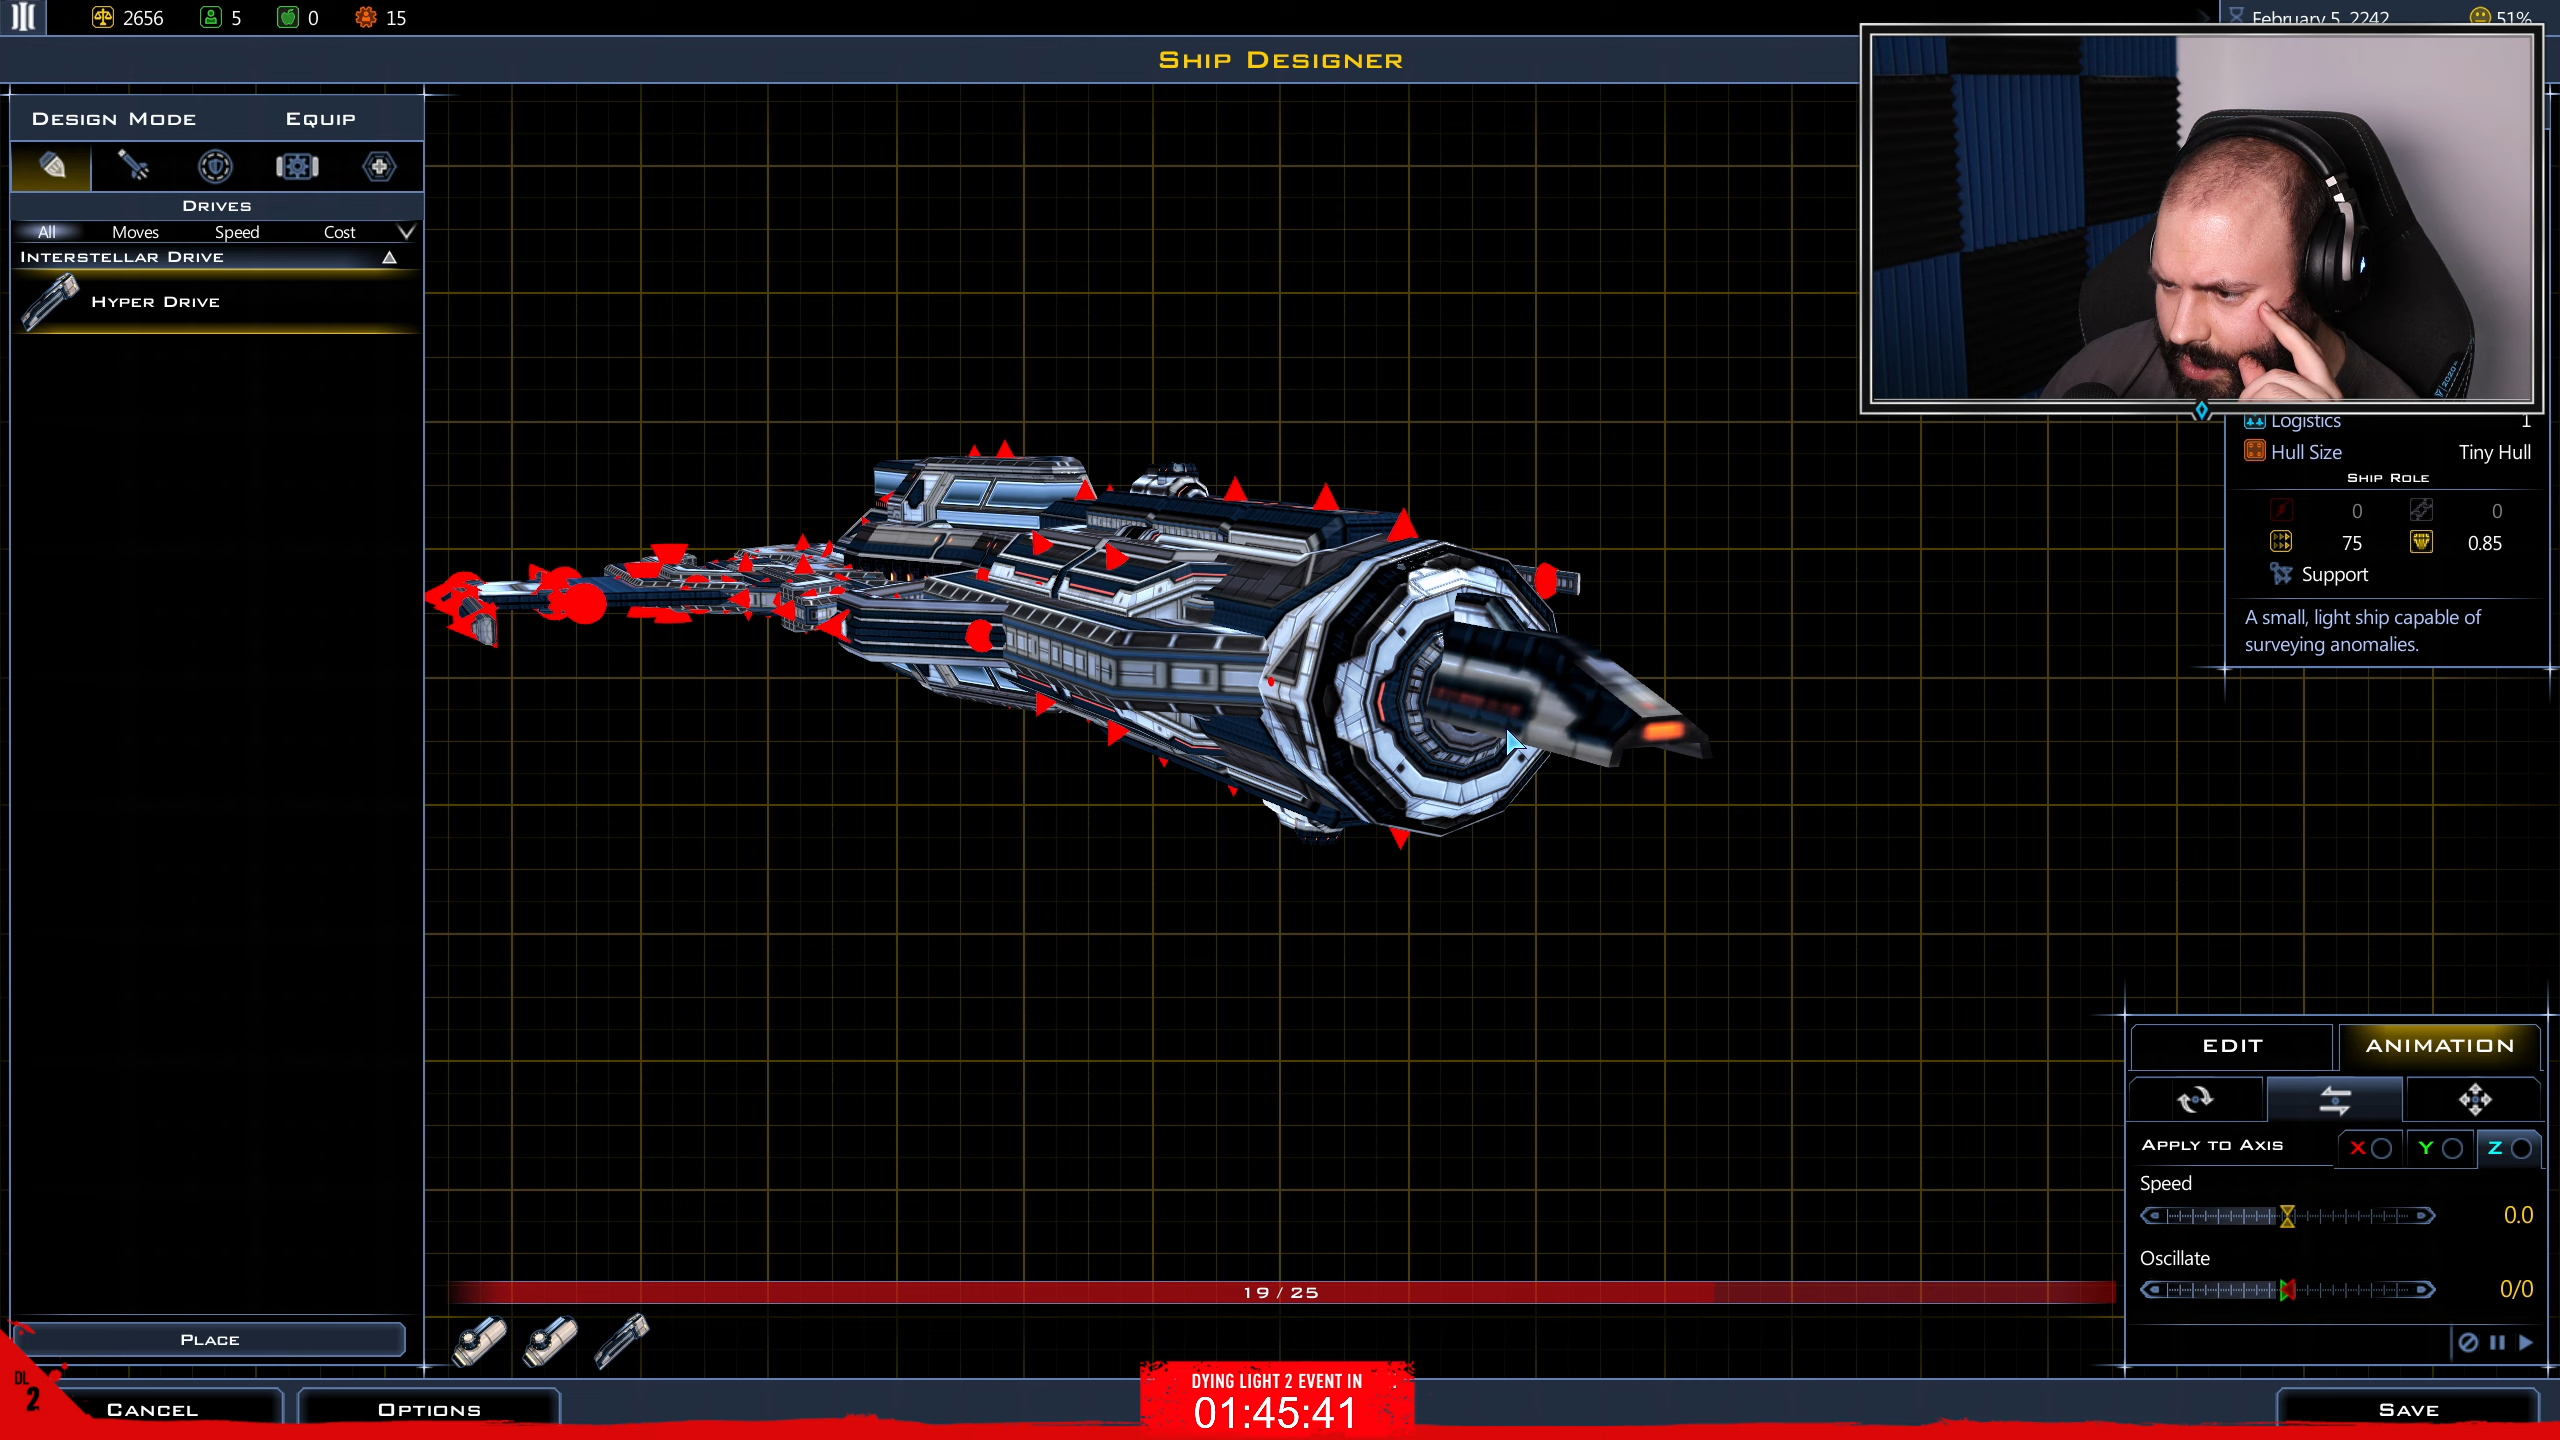 2656 5 0 15
February 5, 2242 51%
SHIP DESIGNER
DESIGN MODE EQUIP
DRIVES
All Moves Speed Cost
INTERSTELLAR DRIVE
HYPER DRIVE
Logistics 1
Hull Size Tiny Hull
SHIP ROLE
0 0
75 0.85
Support
A small, light ship capable of
surveying anomalies.
EDIT ANIMATION
APPLY TO AXIS X Y Z
Speed
0.0
Oscillate
0/0
19 / 25
PLACE
DL
2
CANCEL OPTIONS
DYING LIGHT 2 EVENT IN
01:45:41
SAVE